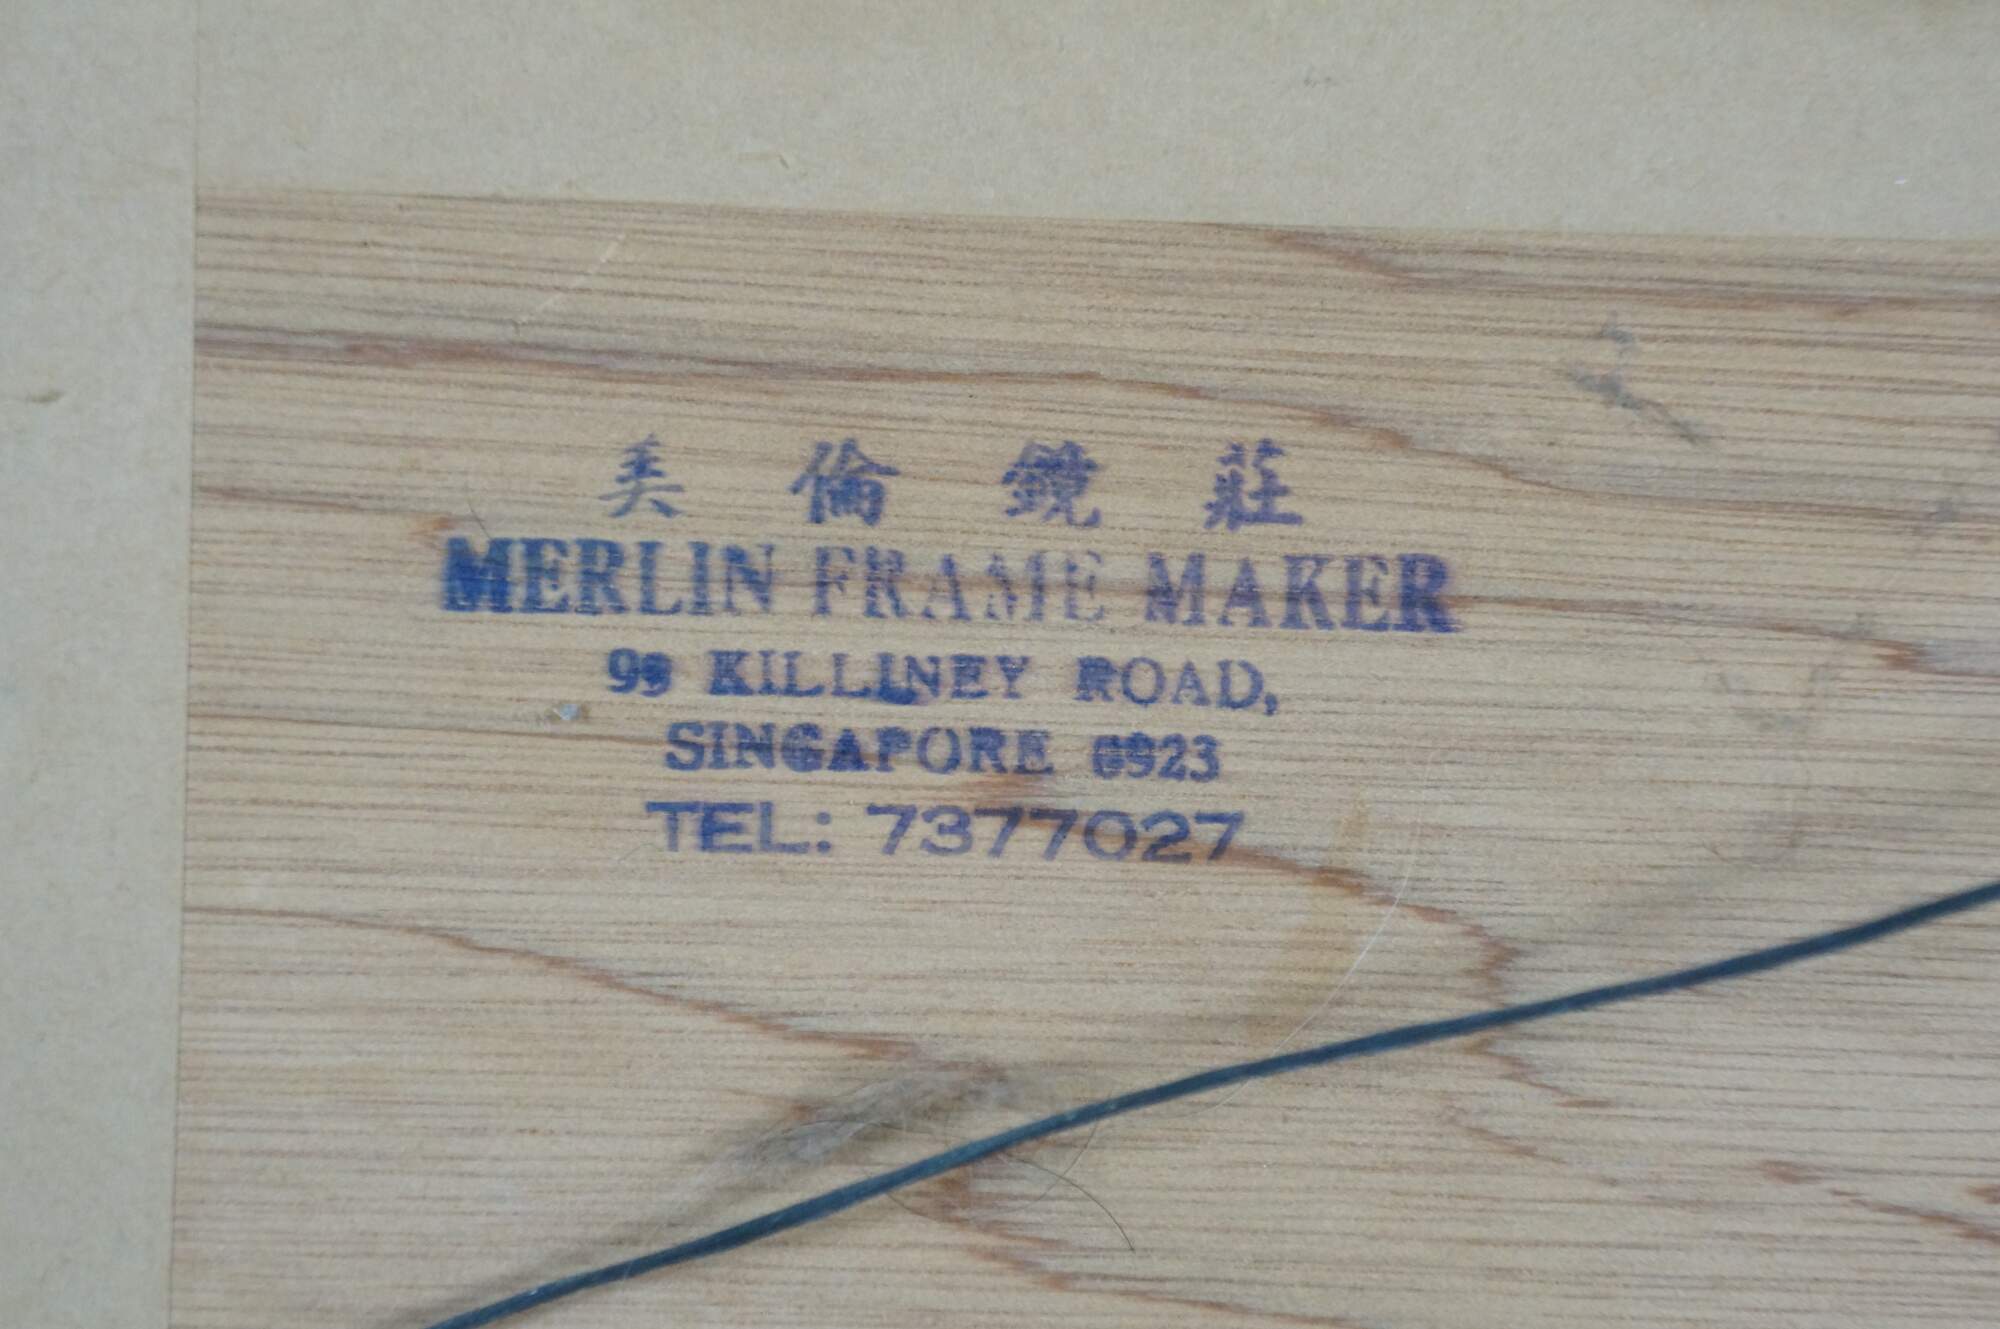 美倫鏡莊
MERLIN FRAME MAKER
99 KILLINEY ROAD,
SINGAPORE 0923
TEL: 7377027